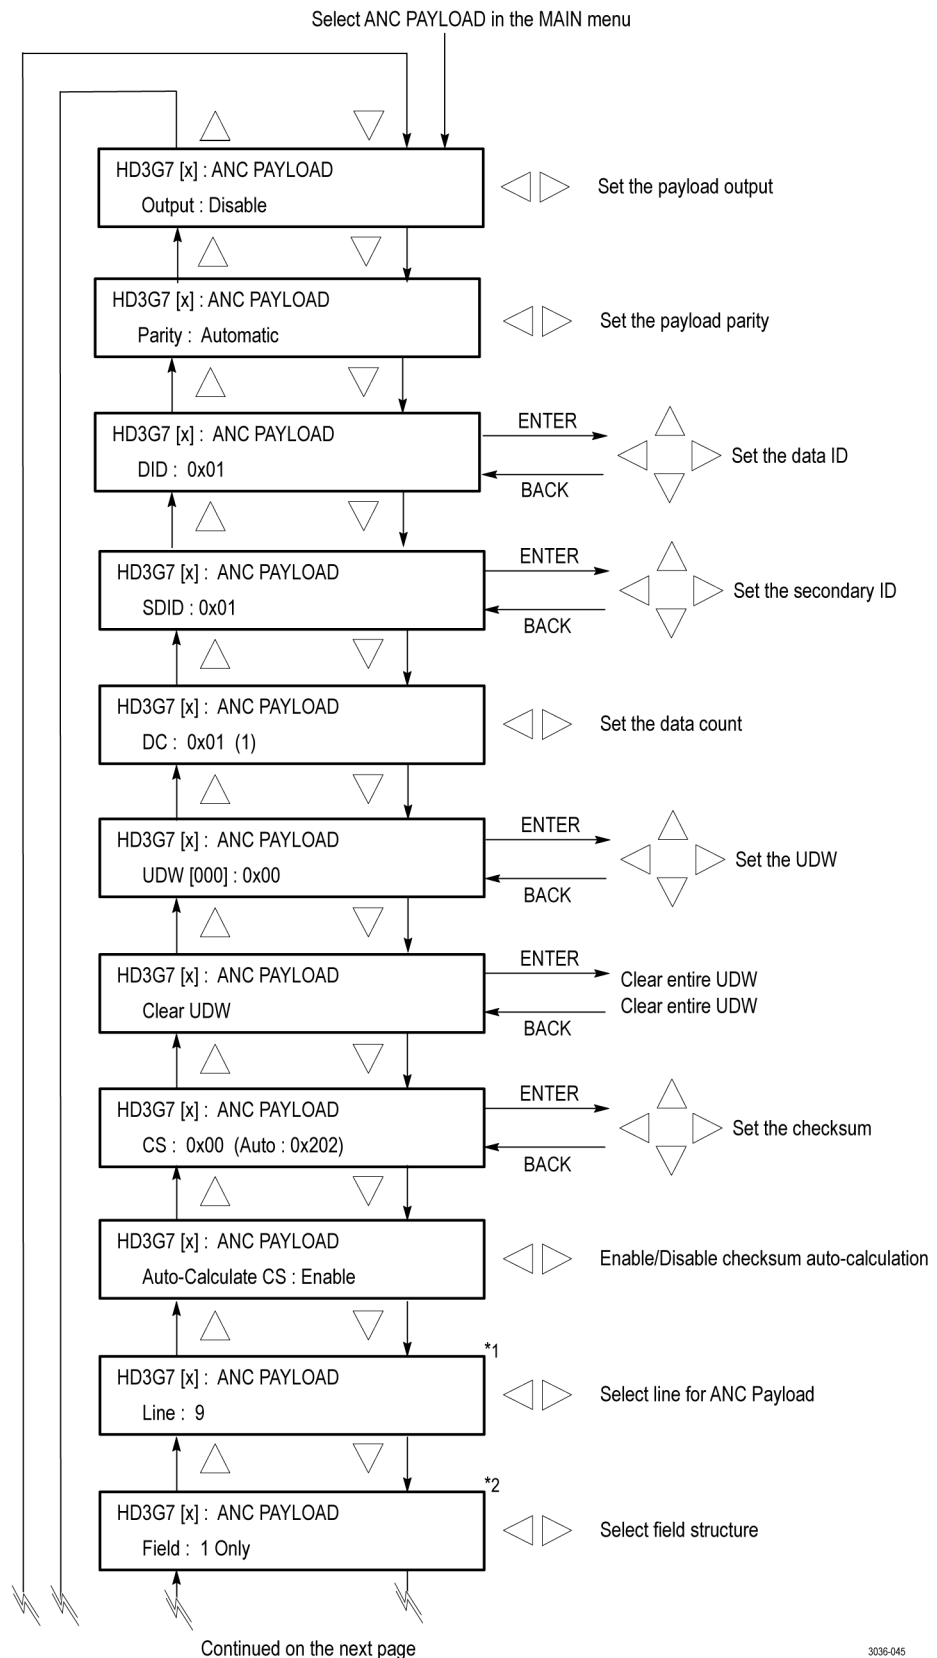 Select ANC PAYLOAD in the MAIN menu
HD3G7 [x] : ANC PAYLOAD
Output : Disable
Set the payload output
HD3G7 [x] : ANC PAYLOAD
Parity : Automatic
Set the payload parity
HD3G7 [x] : ANC PAYLOAD
DID : 0x01
ENTER
BACK
Set the data ID
HD3G7 [x] : ANC PAYLOAD
SDID : 0x01
ENTER
BACK
Set the secondary ID
HD3G7 [x] : ANC PAYLOAD
DC : 0x01 (1)
Set the data count
HD3G7 [x] : ANC PAYLOAD
UDW [000] : 0x00
ENTER
BACK
Set the UDW
HD3G7 [x] : ANC PAYLOAD
Clear UDW
ENTER
BACK
Clear entire UDW
Clear entire UDW
HD3G7 [x] : ANC PAYLOAD
CS : 0x00 (Auto : 0x202)
ENTER
BACK
Set the checksum
HD3G7 [x] : ANC PAYLOAD
Auto-Calculate CS : Enable
Enable/Disable checksum auto-calculation
*1
HD3G7 [x] : ANC PAYLOAD
Line : 9
Select line for ANC Payload
*2
HD3G7 [x] : ANC PAYLOAD
Field : 1 Only
Select field structure
Continued on the next page
3036-045